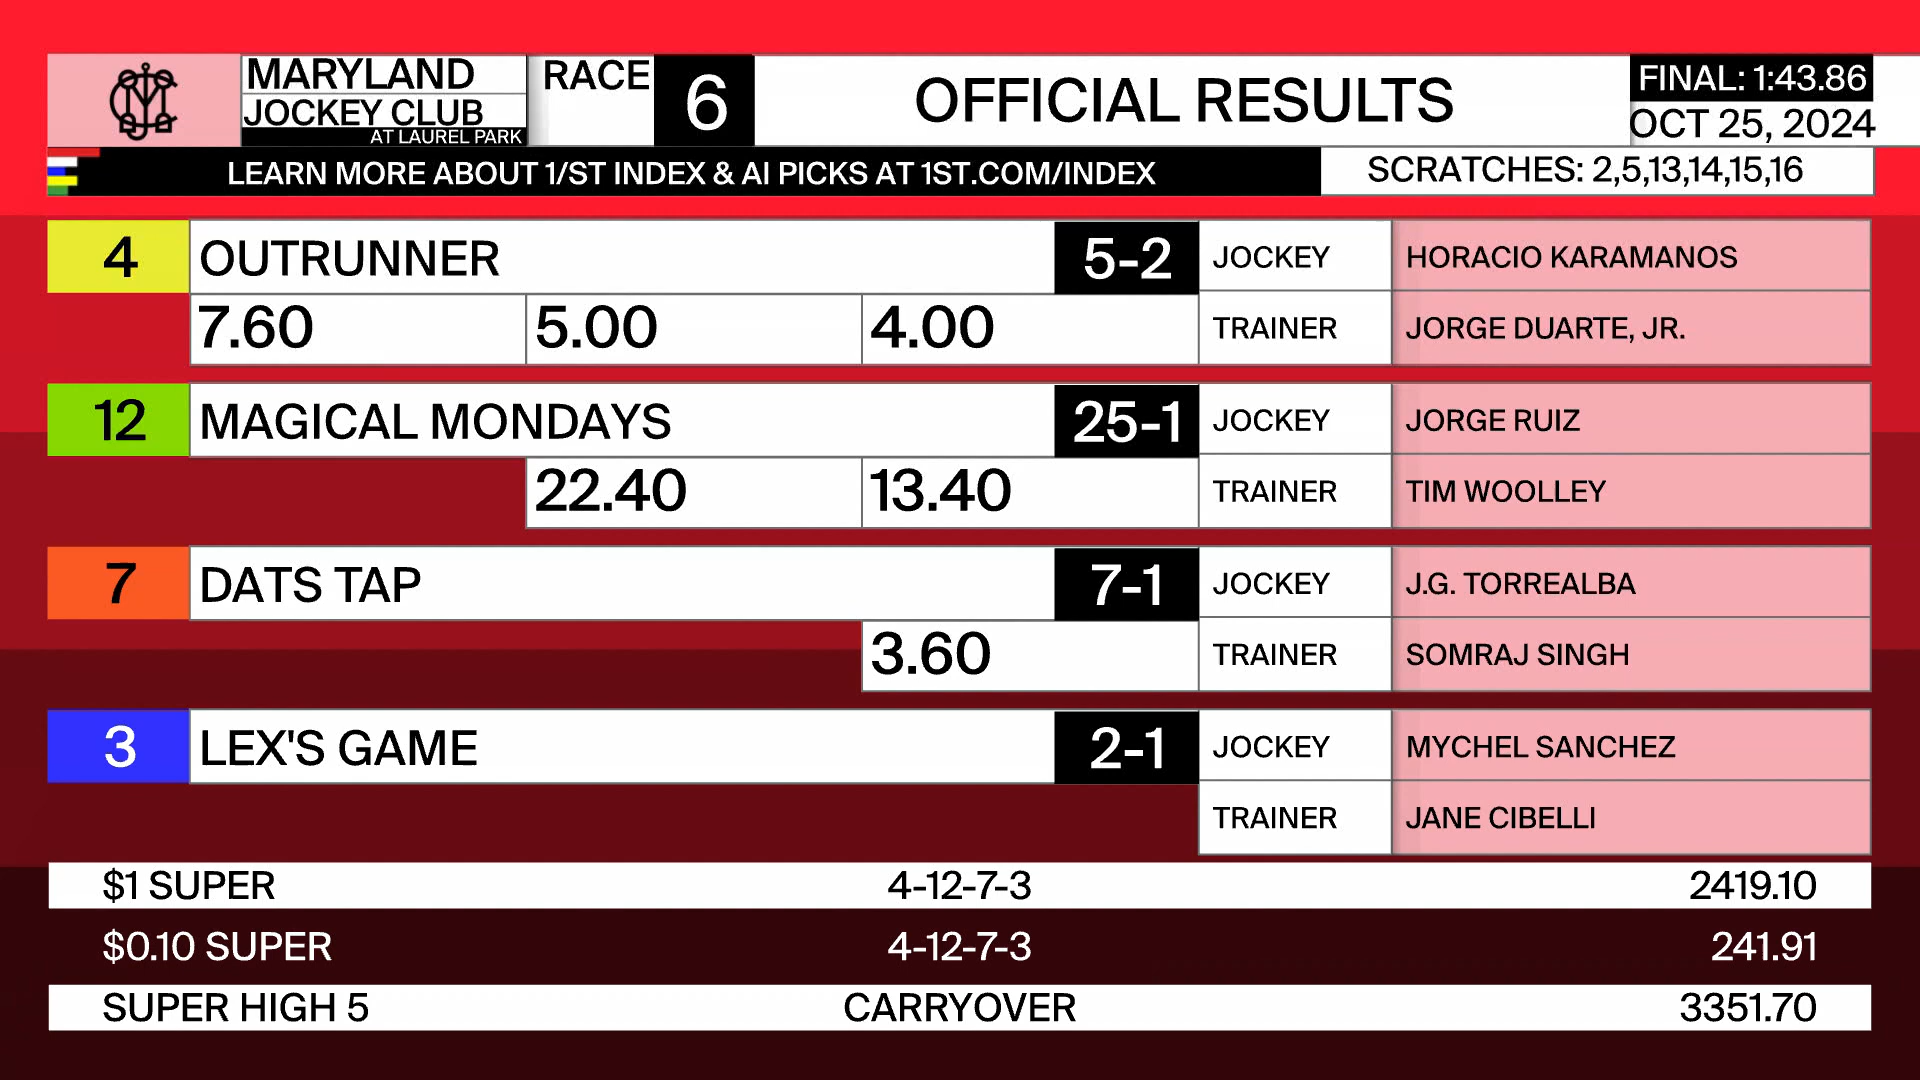 MARYLAND
JOCKEY CLUB
AT LAUREL PARK
RACE 6
OFFICIAL RESULTS
FINAL: 1:43.86
OCT 25, 2024
LEARN MORE ABOUT 1/ST INDEX & AI PICKS AT 1ST.COM/INDEX
SCRATCHES: 2,5,13,14,15,16
4 OUTRUNNER 5-2 JOCKEY HORACIO KARAMANOS
7.60 5.00 4.00 TRAINER JORGE DUARTE, JR.
12 MAGICAL MONDAYS 25-1 JOCKEY JORGE RUIZ
22.40 13.40 TRAINER TIM WOOLLEY
7 DATS TAP 7-1 JOCKEY J.G. TORREALBA
3.60 TRAINER SOMRAJ SINGH
3 LEX'S GAME 2-1 JOCKEY MYCHEL SANCHEZ
TRAINER JANE CIBELLI
$1 SUPER 4-12-7-3 2419.10
$0.10 SUPER 4-12-7-3 241.91
SUPER HIGH 5 CARRYOVER 3351.70